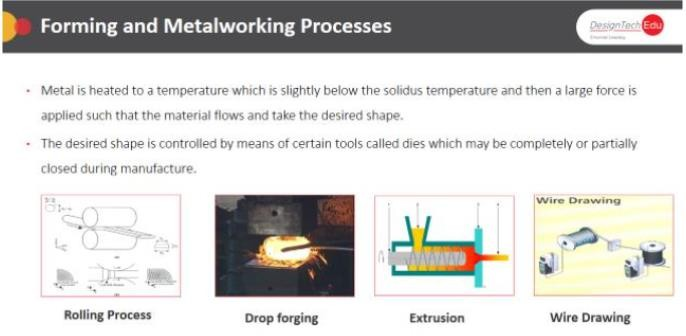 Forming and Metalworking Processes
DesignTech Edu
• Metal is heated to a temperature which is slightly below the solidus temperature and then a large force is
applied such that the material flows and take the desired shape.
• The desired shape is controlled by means of certain tools called dies which may be completely or partially
closed during manufacture.
Wire Drawing
Rolling Process
Drop forging
Extrusion
Wire Drawing